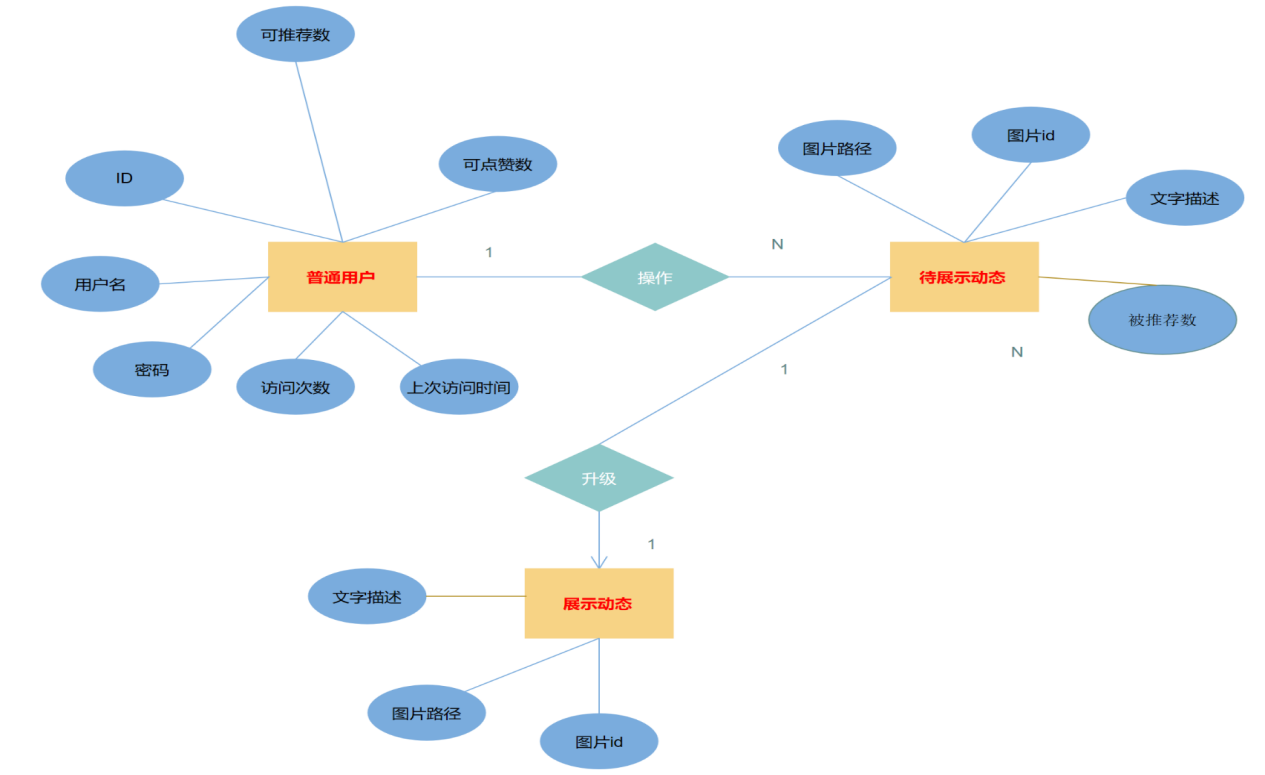 可推荐数
图片id
图片路径
可点赞数
ID
文字描述
1
N
普通用户
操作
待展示动态
用户名
被推荐数
N
密码
1
访问次数
上次访问时间
升级
1
文字描述
展示动态
图片路径
图片id